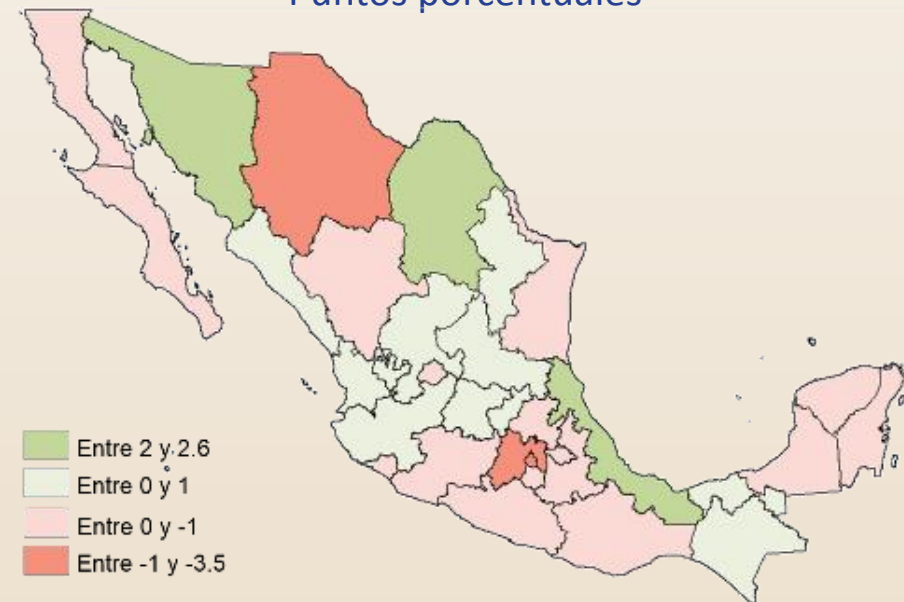 Puntos porcentuales
Entre 2 y 2.6
Entre 0 y 1
Entre 0 y -1
Entre -1 y -3.5